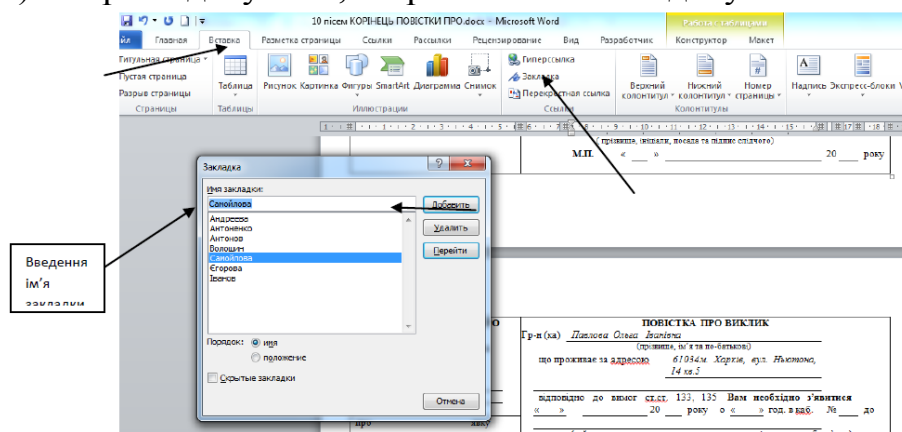 10 пісем КОРІНЕЦЬ ПОВІСТКИ ПРО.docx - Microsoft Word
Работа с таблицами
Главная Вставка Разметка страницы Ссылки Рассылки Рецензирование Вид Разработчик Конструктор Макет
Титульная страница
Пустая страница
Разрыв страницы
Таблица Рисунок Картинка Фигуры SmartArt Диаграмма Снимок
Гиперссылка
Закладка
Перекрестная ссылка
Верхний колонтитул
Нижний колонтитул
Номер страницы
Надпись Экспресс-блоки
Страницы Таблицы Иллюстрации Ссылки Колонтитулы
(прізвище, ініціали, посада та підпис слідчого)
М.П. « » 20 року
Закладка
Имя закладки:
Самойлова
Добавить
Андреева
Антоненко
Антонов
Волошин
Самойлова
Єгорова
Іванов
Удалить
Перейти
Порядок: имя
положение
Скрытые закладки
Отмена
Введення
ім’я
закладки
О ПОВІСТКА ПРО ВИКЛИК
Гр-н (ка) Павлова Ольга Іванівна
(прізвище, ім’я та по-батькові)
що проживає за адресою 61034м. Харків, вул. Ньютона,
14 кв.5
відповідно до вимог ст.ст. 133, 135 Вам необхідно з’явитися
« » 20 року о « » год. в каб. № до
про явку